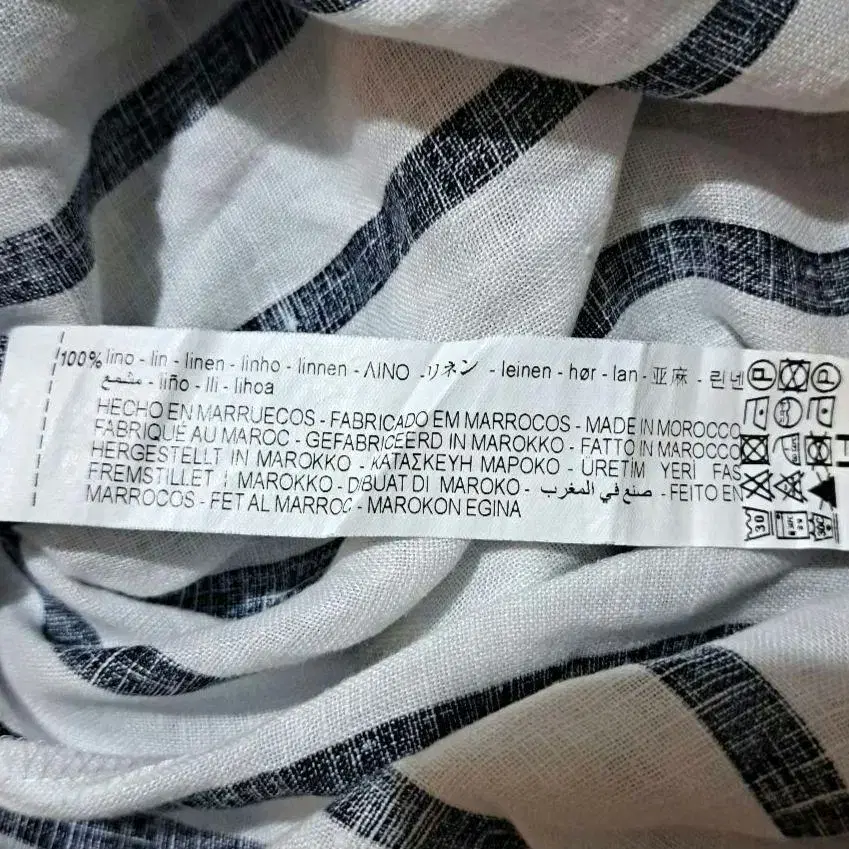 100% lino - lin - linen - linho - linnen - ΛΙΝΟ - リネン - leinen - hør - lan - 亚麻 - 린넨
مشمع - liño - lli - lihoa
HECHO EN MARRUECOS - FABRICADO EM MARROCOS - MADE IN MOROCCO
FABRIQUÉ AU MAROC - GEFABRICEERD IN MAROKKO - FATTO IN MAROCCO
HERGESTELLT IN MAROKKO - ΚΑΤΑΣΚΕΥΗ ΜΑΡΟΚΟ - ÜRETİM YERİ FAS
FREMSTILLET I MAROKKO - DIBUAT DI MAROKO - صنع في المغرب - FEITO EN
MARROCOS - FET AL MARROC - MAROKON EGINA
P P
30